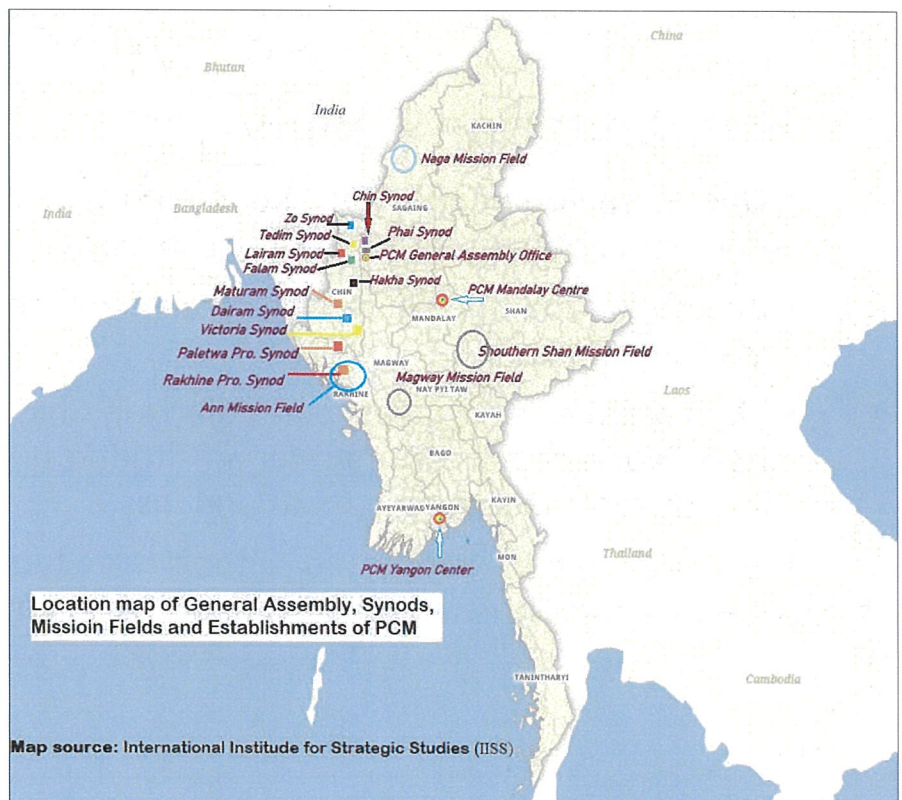 China
Bhutan
India
KACHIN
Naga Mission Field
Chin Synod
SAGAING
India
Bangladesh
Zo Synod
Tedim Synod
Phai Synod
Lairam Synod
PCM General Assembly Office
Falam Synod
Hakha Synod
Maturam Synod
CHIN
PCM Mandalay Centre
Dairam Synod
MANDALAY
SHAN
Victoria Synod
Paletwa Pro. Synod
Shouthern Shan Mission Field
MAGWAY
Rakhine Pro. Synod
Magway Mission Field
NAY PYI TAW
Laos
RAKHINE
Ann Mission Field
KAYAH
BAGO
KAYIN
AYEYARWADY
YANGON
Thailand
MON
PCM Yangon Center
Location map of General Assembly, Synods,
Missioin Fields and Establishments of PCM
TANINTHARYI
Cambodia
Map source: International Institude for Strategic Studies (IISS)